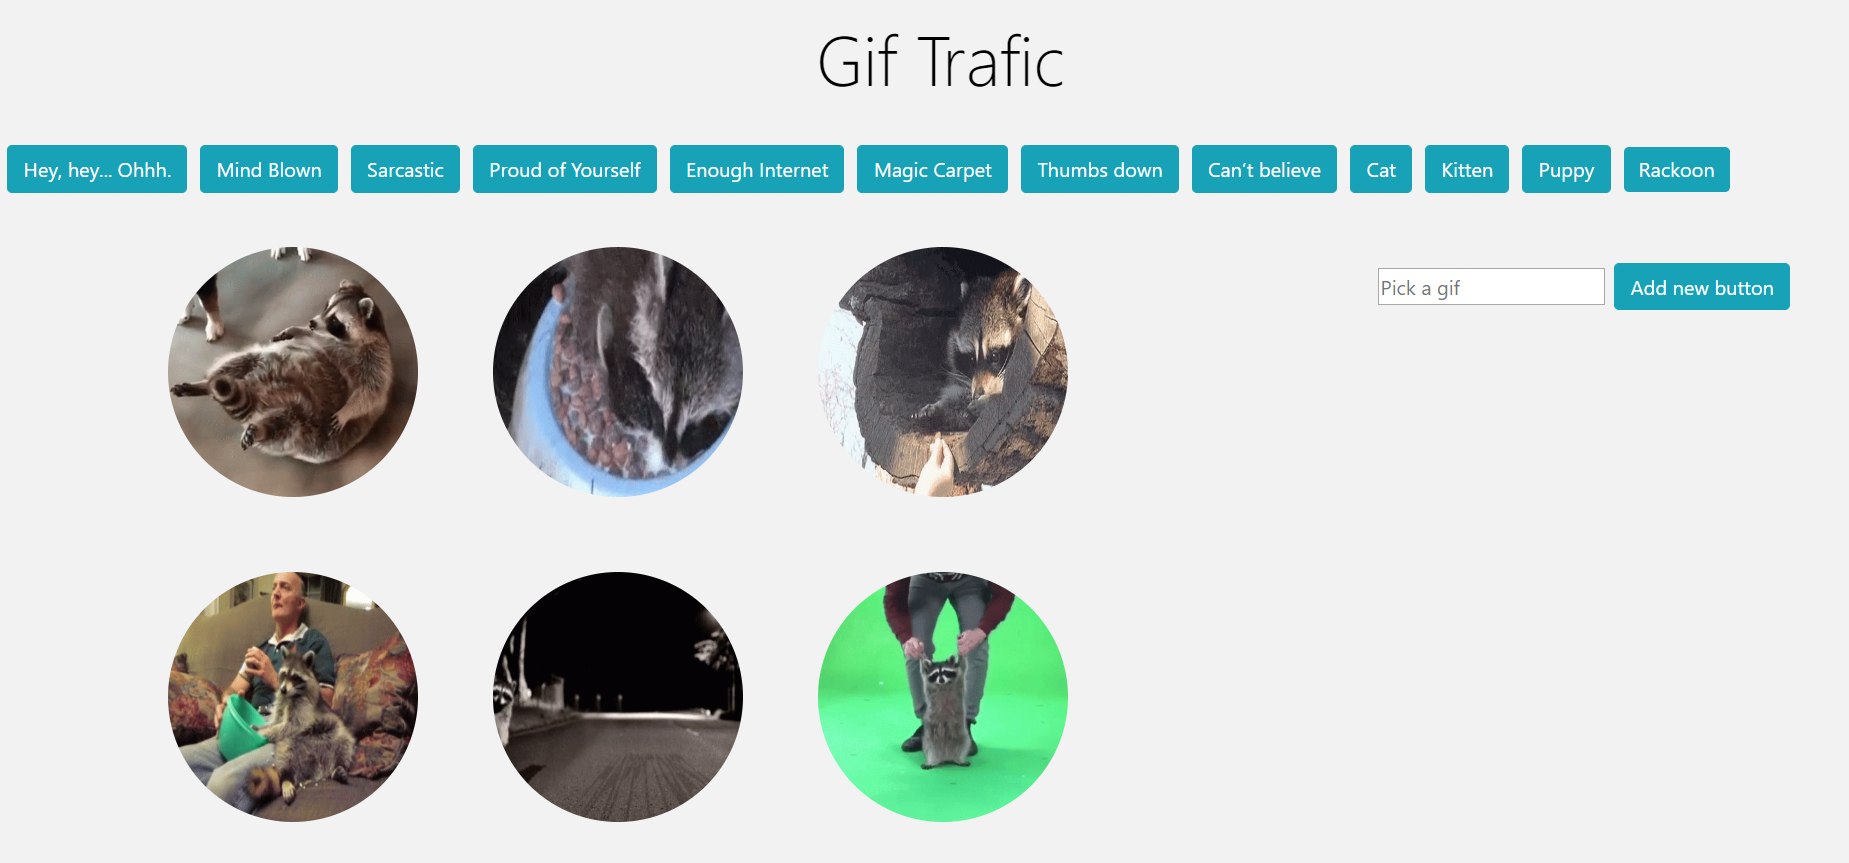 Gif Trafic
Hey, hey... Ohhh. Mind Blown Sarcastic Proud of Yourself Enough Internet Magic Carpet Thumbs down Can't believe Cat Kitten Puppy Rackoon
Pick a gif Add new button